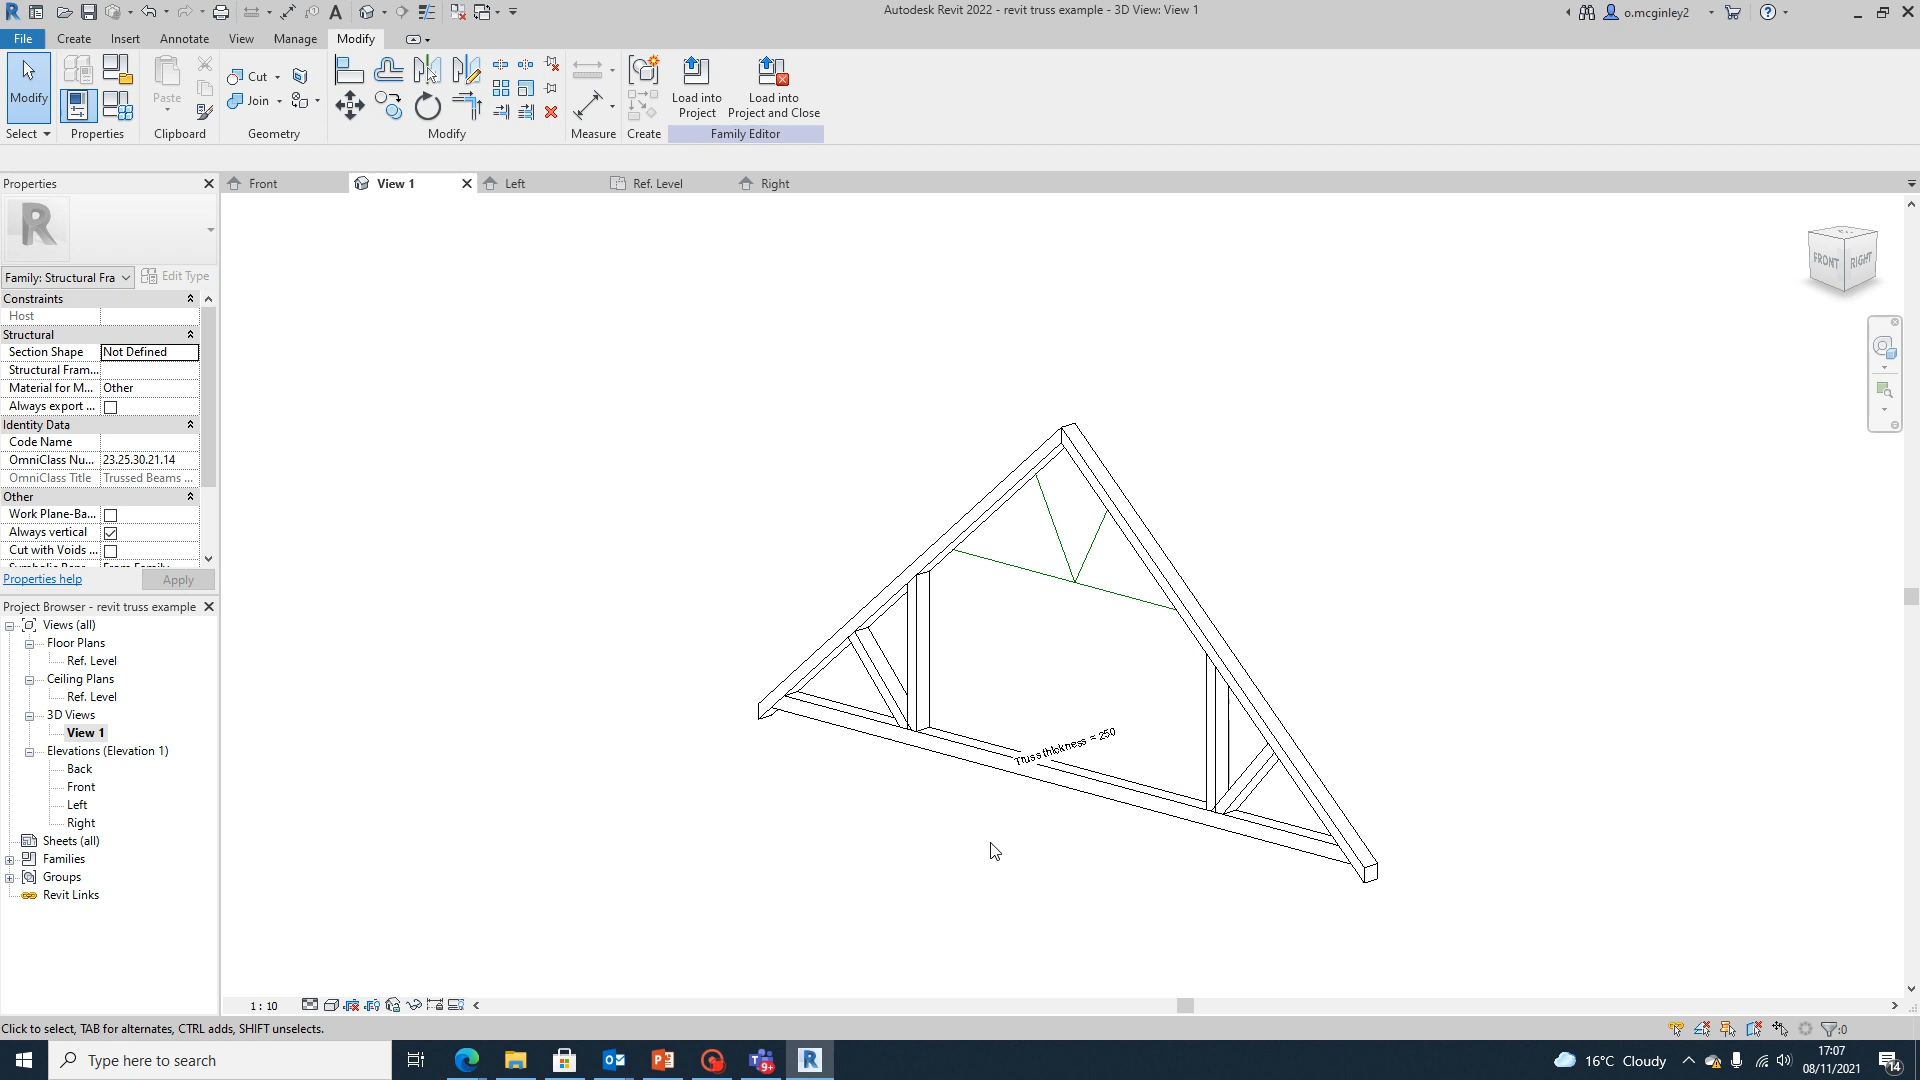 Autodesk Revit 2022 - revit truss example - 3D View: View 1
o.mcginley2
File Create Insert Annotate View Manage Modify
Modify
Paste
Cut
Join
Load into Project
Load into Project and Close
Select Properties Clipboard Geometry Modify Measure Create Family Editor
Properties
Front View 1 Left Ref. Level Right
R
Family: Structural Fra Edit Type
Constraints
Host
Structural
Section Shape Not Defined
Structural Fram...
Material for M... Other
Always export ...
Identity Data
Code Name
OmniClass Nu... 23.25.30.21.14
OmniClass Title Trussed Beams ...
Other
Work Plane-Ba...
Always vertical
Cut with Voids ...
Properties help Apply
FRONT RIGHT
Truss thickness = 250
Project Browser - revit truss example
Views (all)
Floor Plans
Ref. Level
Ceiling Plans
Ref. Level
3D Views
View 1
Elevations (Elevation 1)
Back
Front
Left
Right
Sheets (all)
Families
Groups
Revit Links
1 : 10
Click to select, TAB for alternates, CTRL adds, SHIFT unselects.
:0
Type here to search
9+
16°C Cloudy
17:07
08/11/2021
14